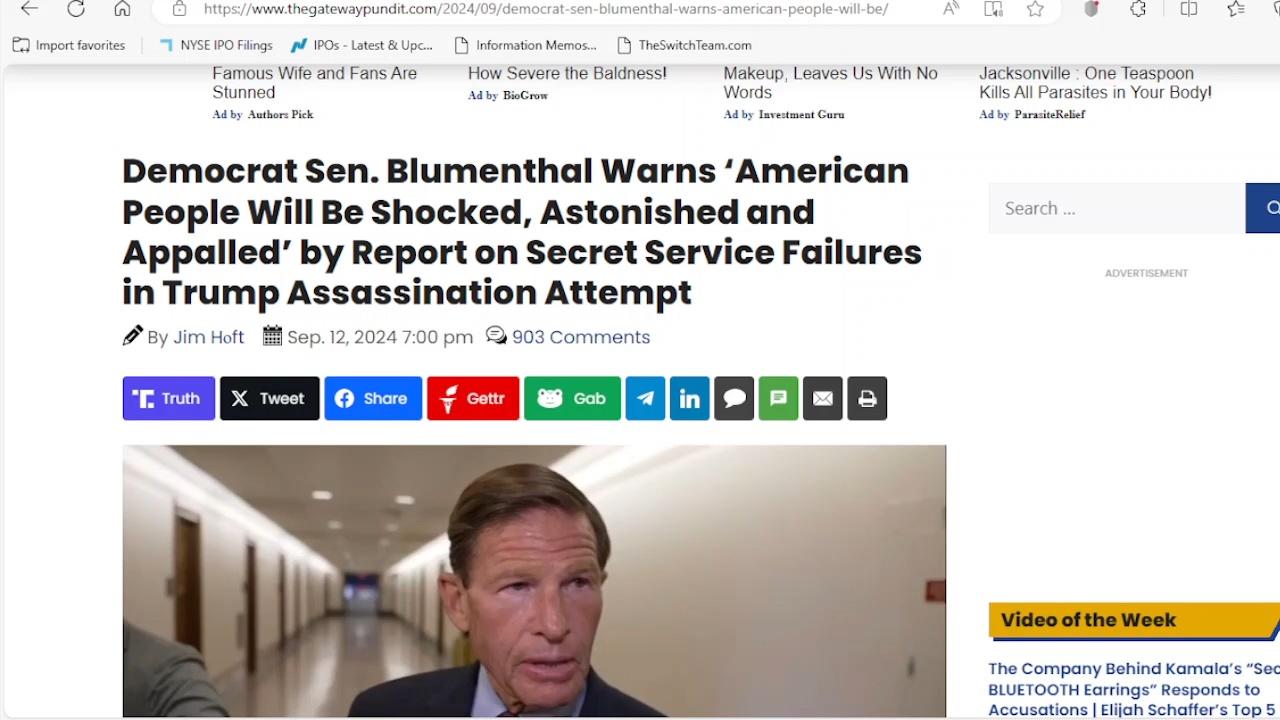 https://www.thegatewaypundit.com/2024/09/democrat-sen-blumenthal-warns-american-people-will-be/
Import favorites
NYSE IPO Filings
IPOs - Latest & Upc...
Information Memos...
TheSwitchTeam.com
Famous Wife and Fans Are
Stunned
Ad by Authors Pick
How Severe the Baldness!
Ad by BioGrow
Makeup, Leaves Us With No
Words
Ad by Investment Guru
Jacksonville : One Teaspoon
Kills All Parasites in Your Body!
Ad by ParasiteRelief
Democrat Sen. Blumenthal Warns ‘American
People Will Be Shocked, Astonished and
Appalled’ by Report on Secret Service Failures
in Trump Assassination Attempt
By Jim Hoft Sep. 12, 2024 7:00 pm 903 Comments
Truth
Tweet
Share
Gettr
Gab
Search ...
ADVERTISEMENT
Video of the Week
The Company Behind Kamala’s “Sec
BLUETOOTH Earrings” Responds to
Accusations | Elijah Schaffer’s Top 5